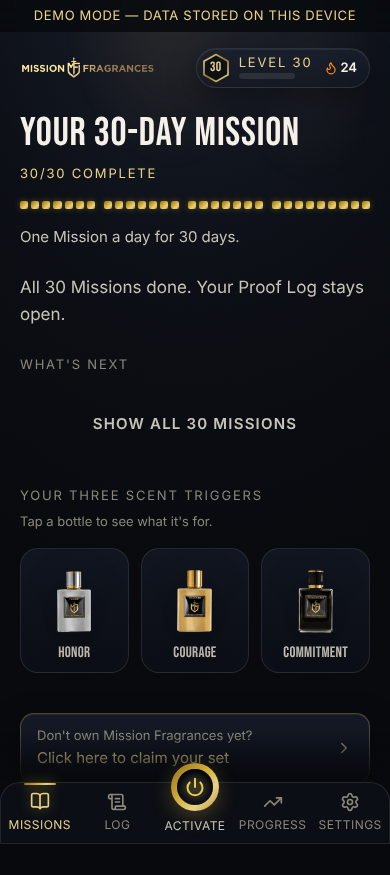 DEMO MODE — DATA STORED ON THIS DEVICE
MISSION FRAGRANCES
30
LEVEL 30
24
YOUR 30-DAY MISSION
30/30 COMPLETE
One Mission a day for 30 days.
All 30 Missions done. Your Proof Log stays
open.
WHAT'S NEXT
SHOW ALL 30 MISSIONS
YOUR THREE SCENT TRIGGERS
Tap a bottle to see what it's for.
HONOR
COURAGE
COMMITMENT
Don't own Mission Fragrances yet?
Click here to claim your set
MISSIONS
LOG
ACTIVATE
PROGRESS
SETTINGS